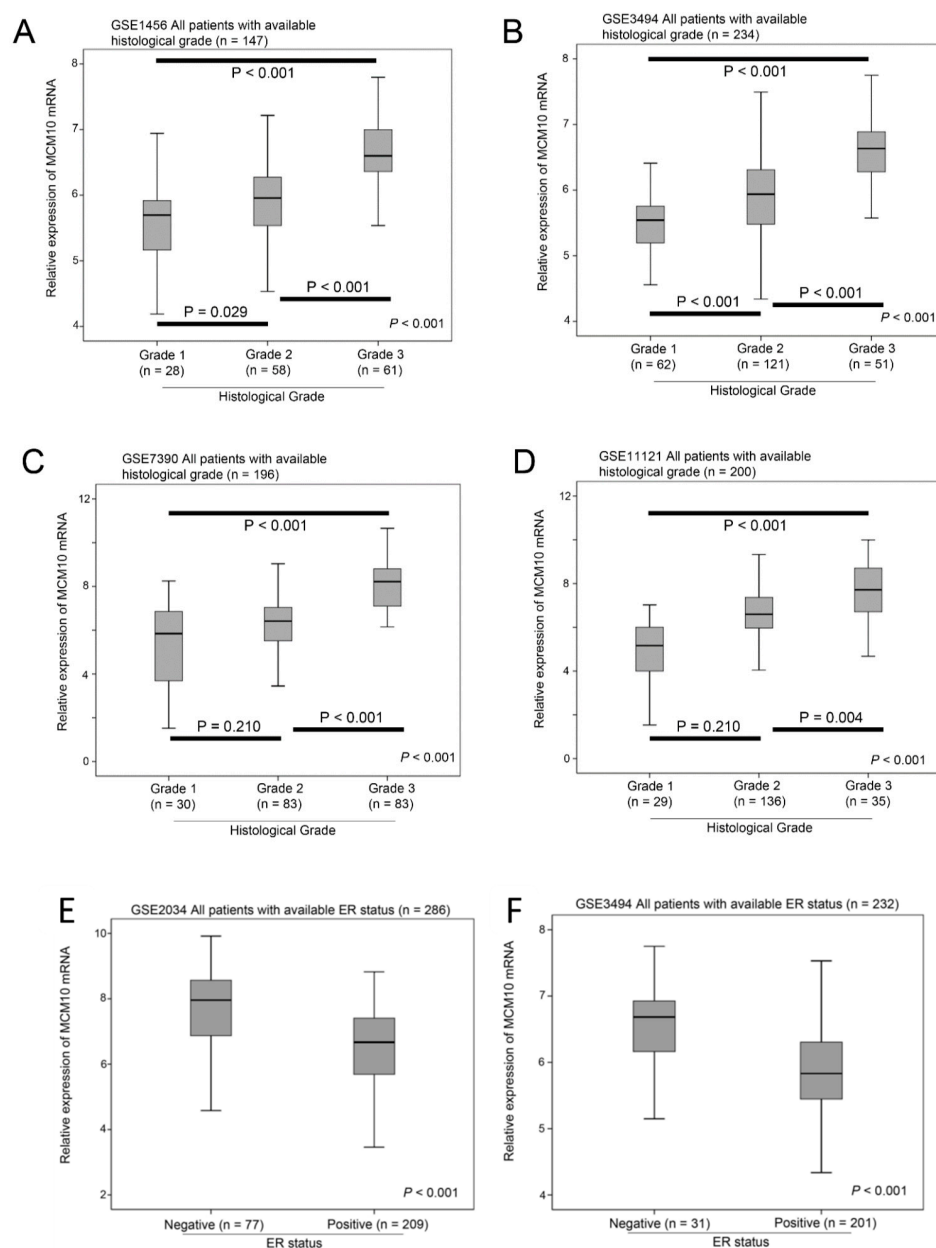 A
GSE1456 All patients with available
histological grade (n = 147)
Relative expression of MCM10 mRNA
8
7
6
5
4
P < 0.001
P < 0.001
P = 0.029
P < 0.001
Grade 1
(n = 28)
Grade 2
(n = 58)
Grade 3
(n = 61)
Histological Grade
B
GSE3494 All patients with available
histological grade (n = 234)
Relative expression of MCM10 mRNA
8
7
6
5
4
P < 0.001
P < 0.001
P < 0.001
P < 0.001
Grade 1
(n = 62)
Grade 2
(n = 121)
Grade 3
(n = 51)
Histological Grade
C
GSE7390 All patients with available
histological grade (n = 196)
Relative expression of MCM10 mRNA
12
8
4
0
P < 0.001
P = 0.210
P < 0.001
P < 0.001
Grade 1
(n = 30)
Grade 2
(n = 83)
Grade 3
(n = 83)
Histological Grade
D
GSE11121 All patients with available
histological grade (n = 200)
Relative expression of MCM10 mRNA
12
8
4
0
P < 0.001
P = 0.210
P = 0.004
P < 0.001
Grade 1
(n = 29)
Grade 2
(n = 136)
Grade 3
(n = 35)
Histological Grade
E
GSE2034 All patients with available ER status (n = 286)
Relative expression of MCM10 mRNA
10
8
6
4
2
P < 0.001
Negative (n = 77)
Positive (n = 209)
ER status
F
GSE3494 All patients with available ER status (n = 232)
Relative expression of MCM10 mRNA
8
7
6
5
4
P < 0.001
Negative (n = 31)
Positive (n = 201)
ER status